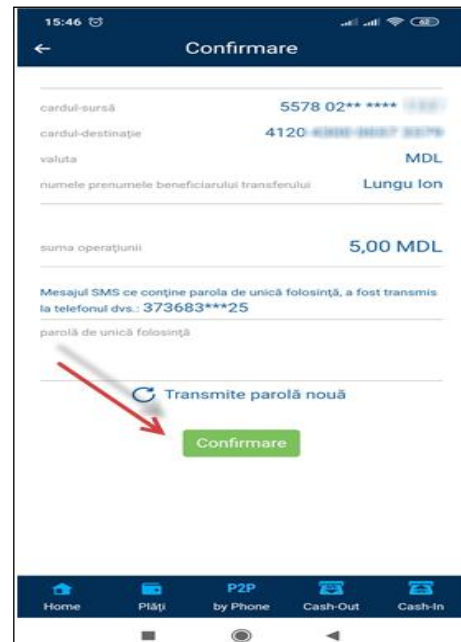 15:46
62
Confirmare
cardul-sursă 5578 02** ****
cardul-destinație 4120
valuta MDL
numele prenumele beneficiarului transferului Lungu Ion
suma operațiunii 5,00 MDL
Mesajul SMS ce conține parola de unică folosință, a fost transmis
la telefonul dvs.: 373683***25
parolă de unică folosință
Transmite parolă nouă
Confirmare
P2P
Home Plăți by Phone Cash-Out Cash-In